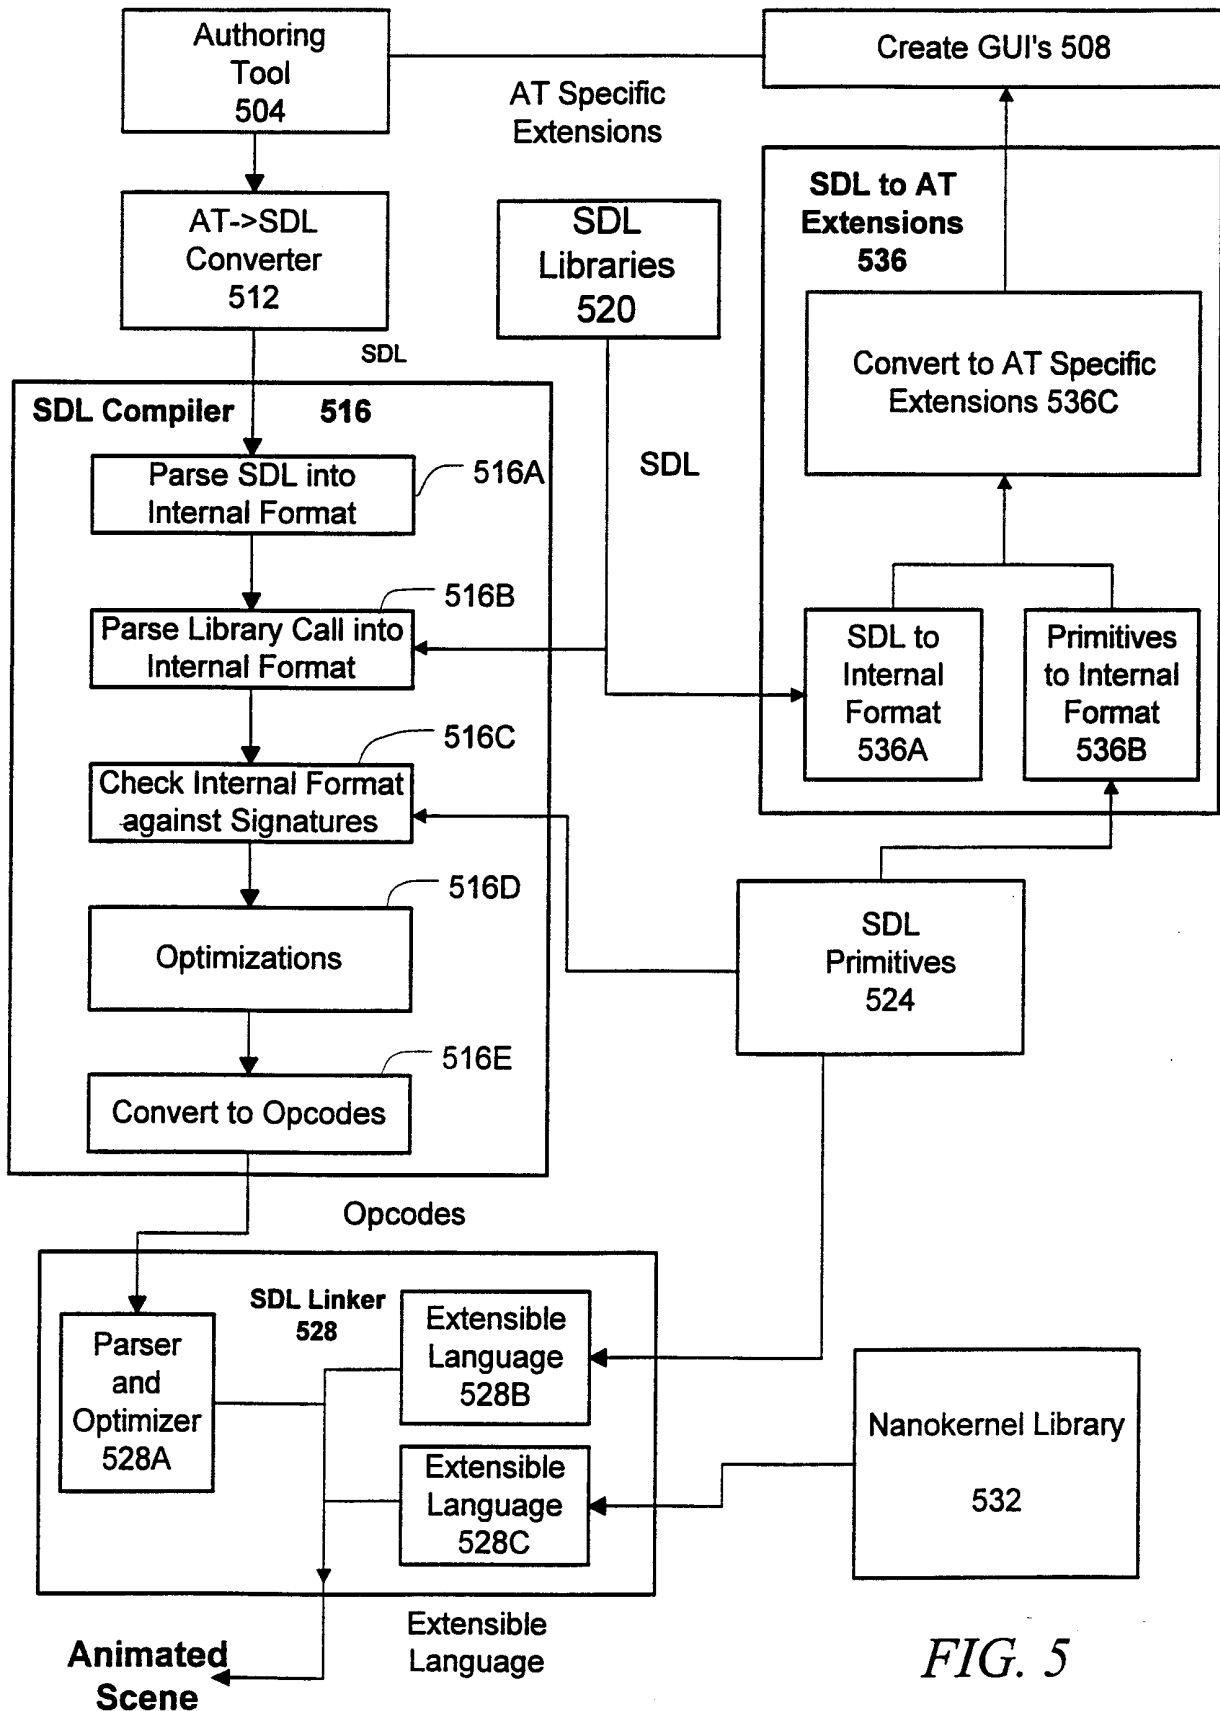 Authoring
Tool
504
Create GUI's 508
AT Specific
Extensions
AT->SDL
Converter
512
SDL
Libraries
520
SDL to AT
Extensions
536
Convert to AT Specific
Extensions 536C
SDL
SDL Compiler 516
Parse SDL into
Internal Format
516A
SDL
516B
Parse Library Call into
Internal Format
SDL to
Internal
Format
536A
Primitives
to Internal
Format
536B
516C
Check Internal Format
against Signatures
516D
Optimizations
SDL
Primitives
524
516E
Convert to Opcodes
Opcodes
SDL Linker
528
Parser
and
Optimizer
528A
Extensible
Language
528B
Extensible
Language
528C
Nanokernel Library
532
Extensible
Language
Animated
Scene
FIG. 5